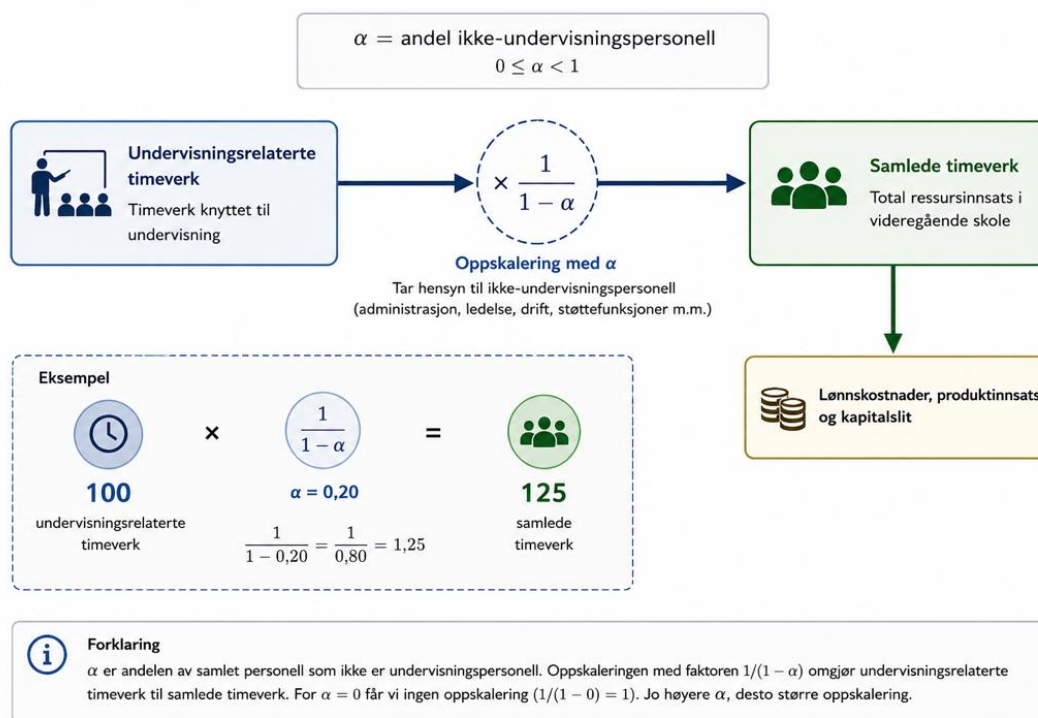 α = andel ikke-undervisningspersonell
0 ≤ α < 1
Undervisningsrelaterte
timeverk
Timeverk knyttet til
undervisning
× 1/(1 − α)
Oppskalering med α
Tar hensyn til ikke-undervisningspersonell
(administrasjon, ledelse, drift, støttefunksjoner m.m.)
Samlede timeverk
Total ressursinnsats i
videregående skole
Lønnskostnader, produktinnsats
og kapitalslit
Eksempel
× 1/(1 − α) =
100
α = 0,20
125
undervisningsrelaterte
timeverk
1/(1 − 0,20) = 1/0,80 = 1,25
samlede
timeverk
i
Forklaring
α er andelen av samlet personell som ikke er undervisningspersonell. Oppskaleringen med faktoren 1/(1 − α) omgjør undervisningsrelaterte
timeverk til samlede timeverk. For α = 0 får vi ingen oppskalering (1/(1 − 0) = 1). Jo høyere α, desto større oppskalering.